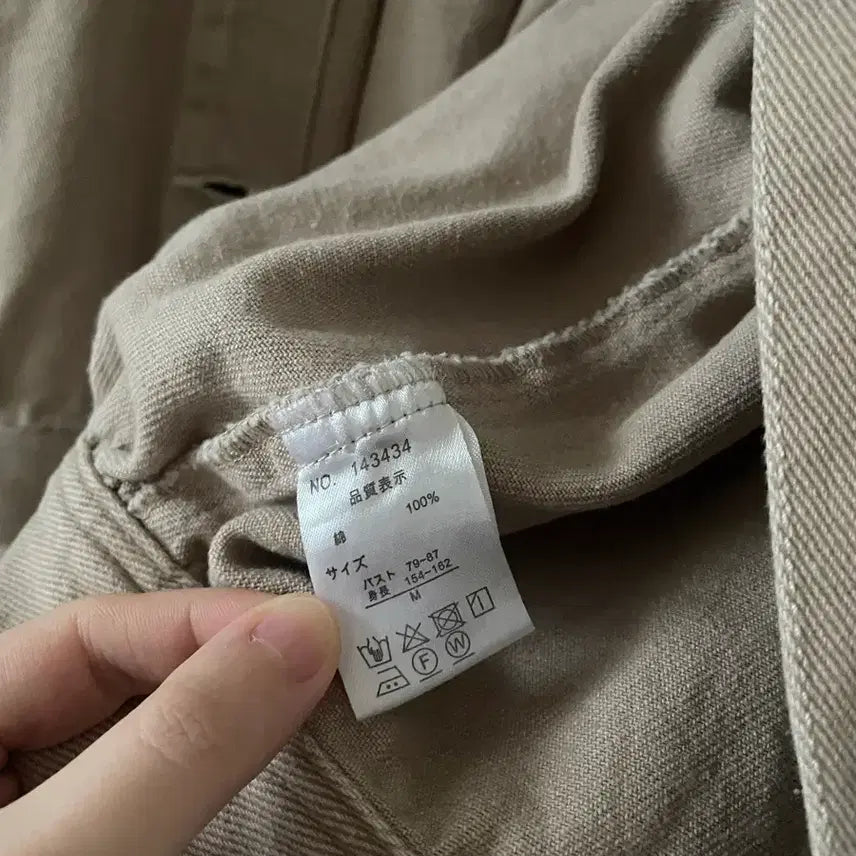 NO. 143434
品質表示
綿 100%
サイズ
バスト 79-87
身長 154-162
M
F W